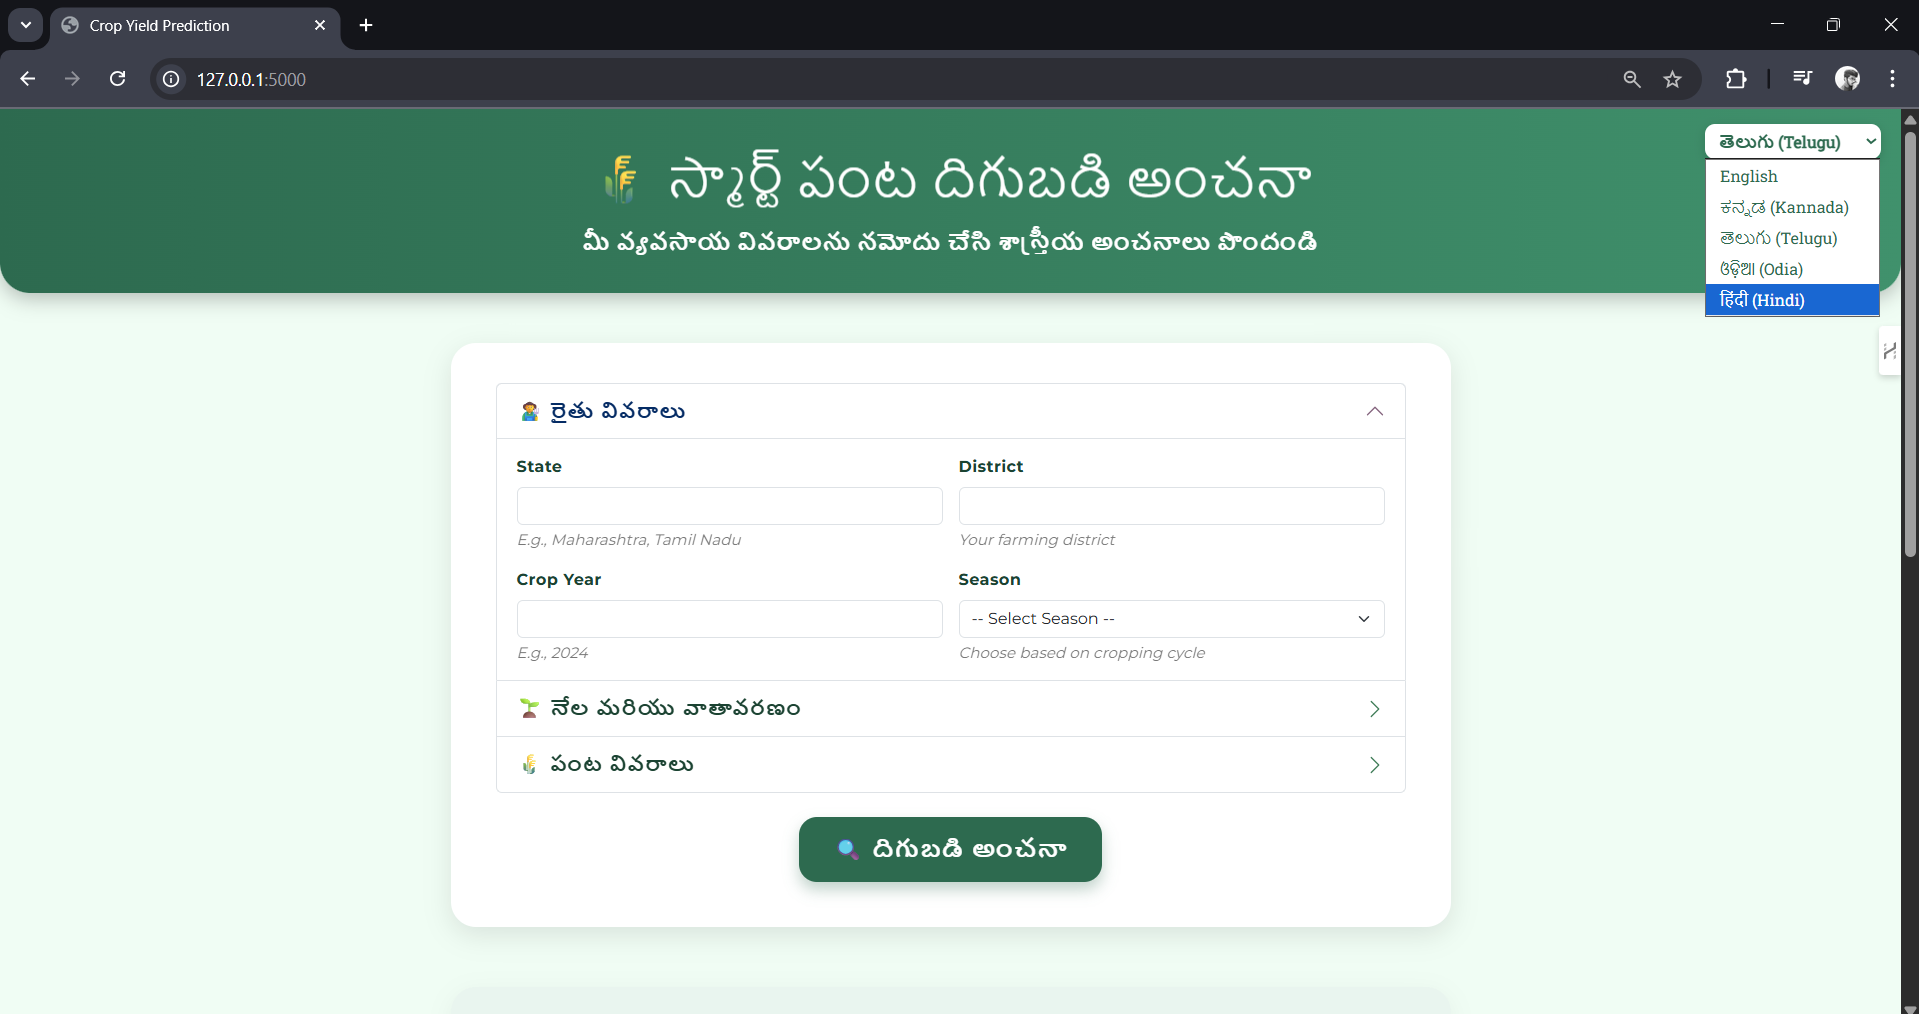 Crop Yield Prediction
127.0.0.1:5000
తెలుగు (Telugu)
English
ಕನ್ನಡ (Kannada)
తెలుగు (Telugu)
ଓଡ଼ିଆ (Odia)
हिंदी (Hindi)
🌾 స్మార్ట్ పంట దిగుబడి అంచనా
మీ వ్యవసాయ వివరాలను నమోదు చేసి శాస్త్రీయ అంచనాలు పొందండి
🧑‍🌾 రైతు వివరాలు
State
District
E.g., Maharashtra, Tamil Nadu
Your farming district
Crop Year
Season
-- Select Season --
E.g., 2024
Choose based on cropping cycle
🌱 నేల మరియు వాతావరణం
🌾 పంట వివరాలు
🔍 దిగుబడి అంచనా